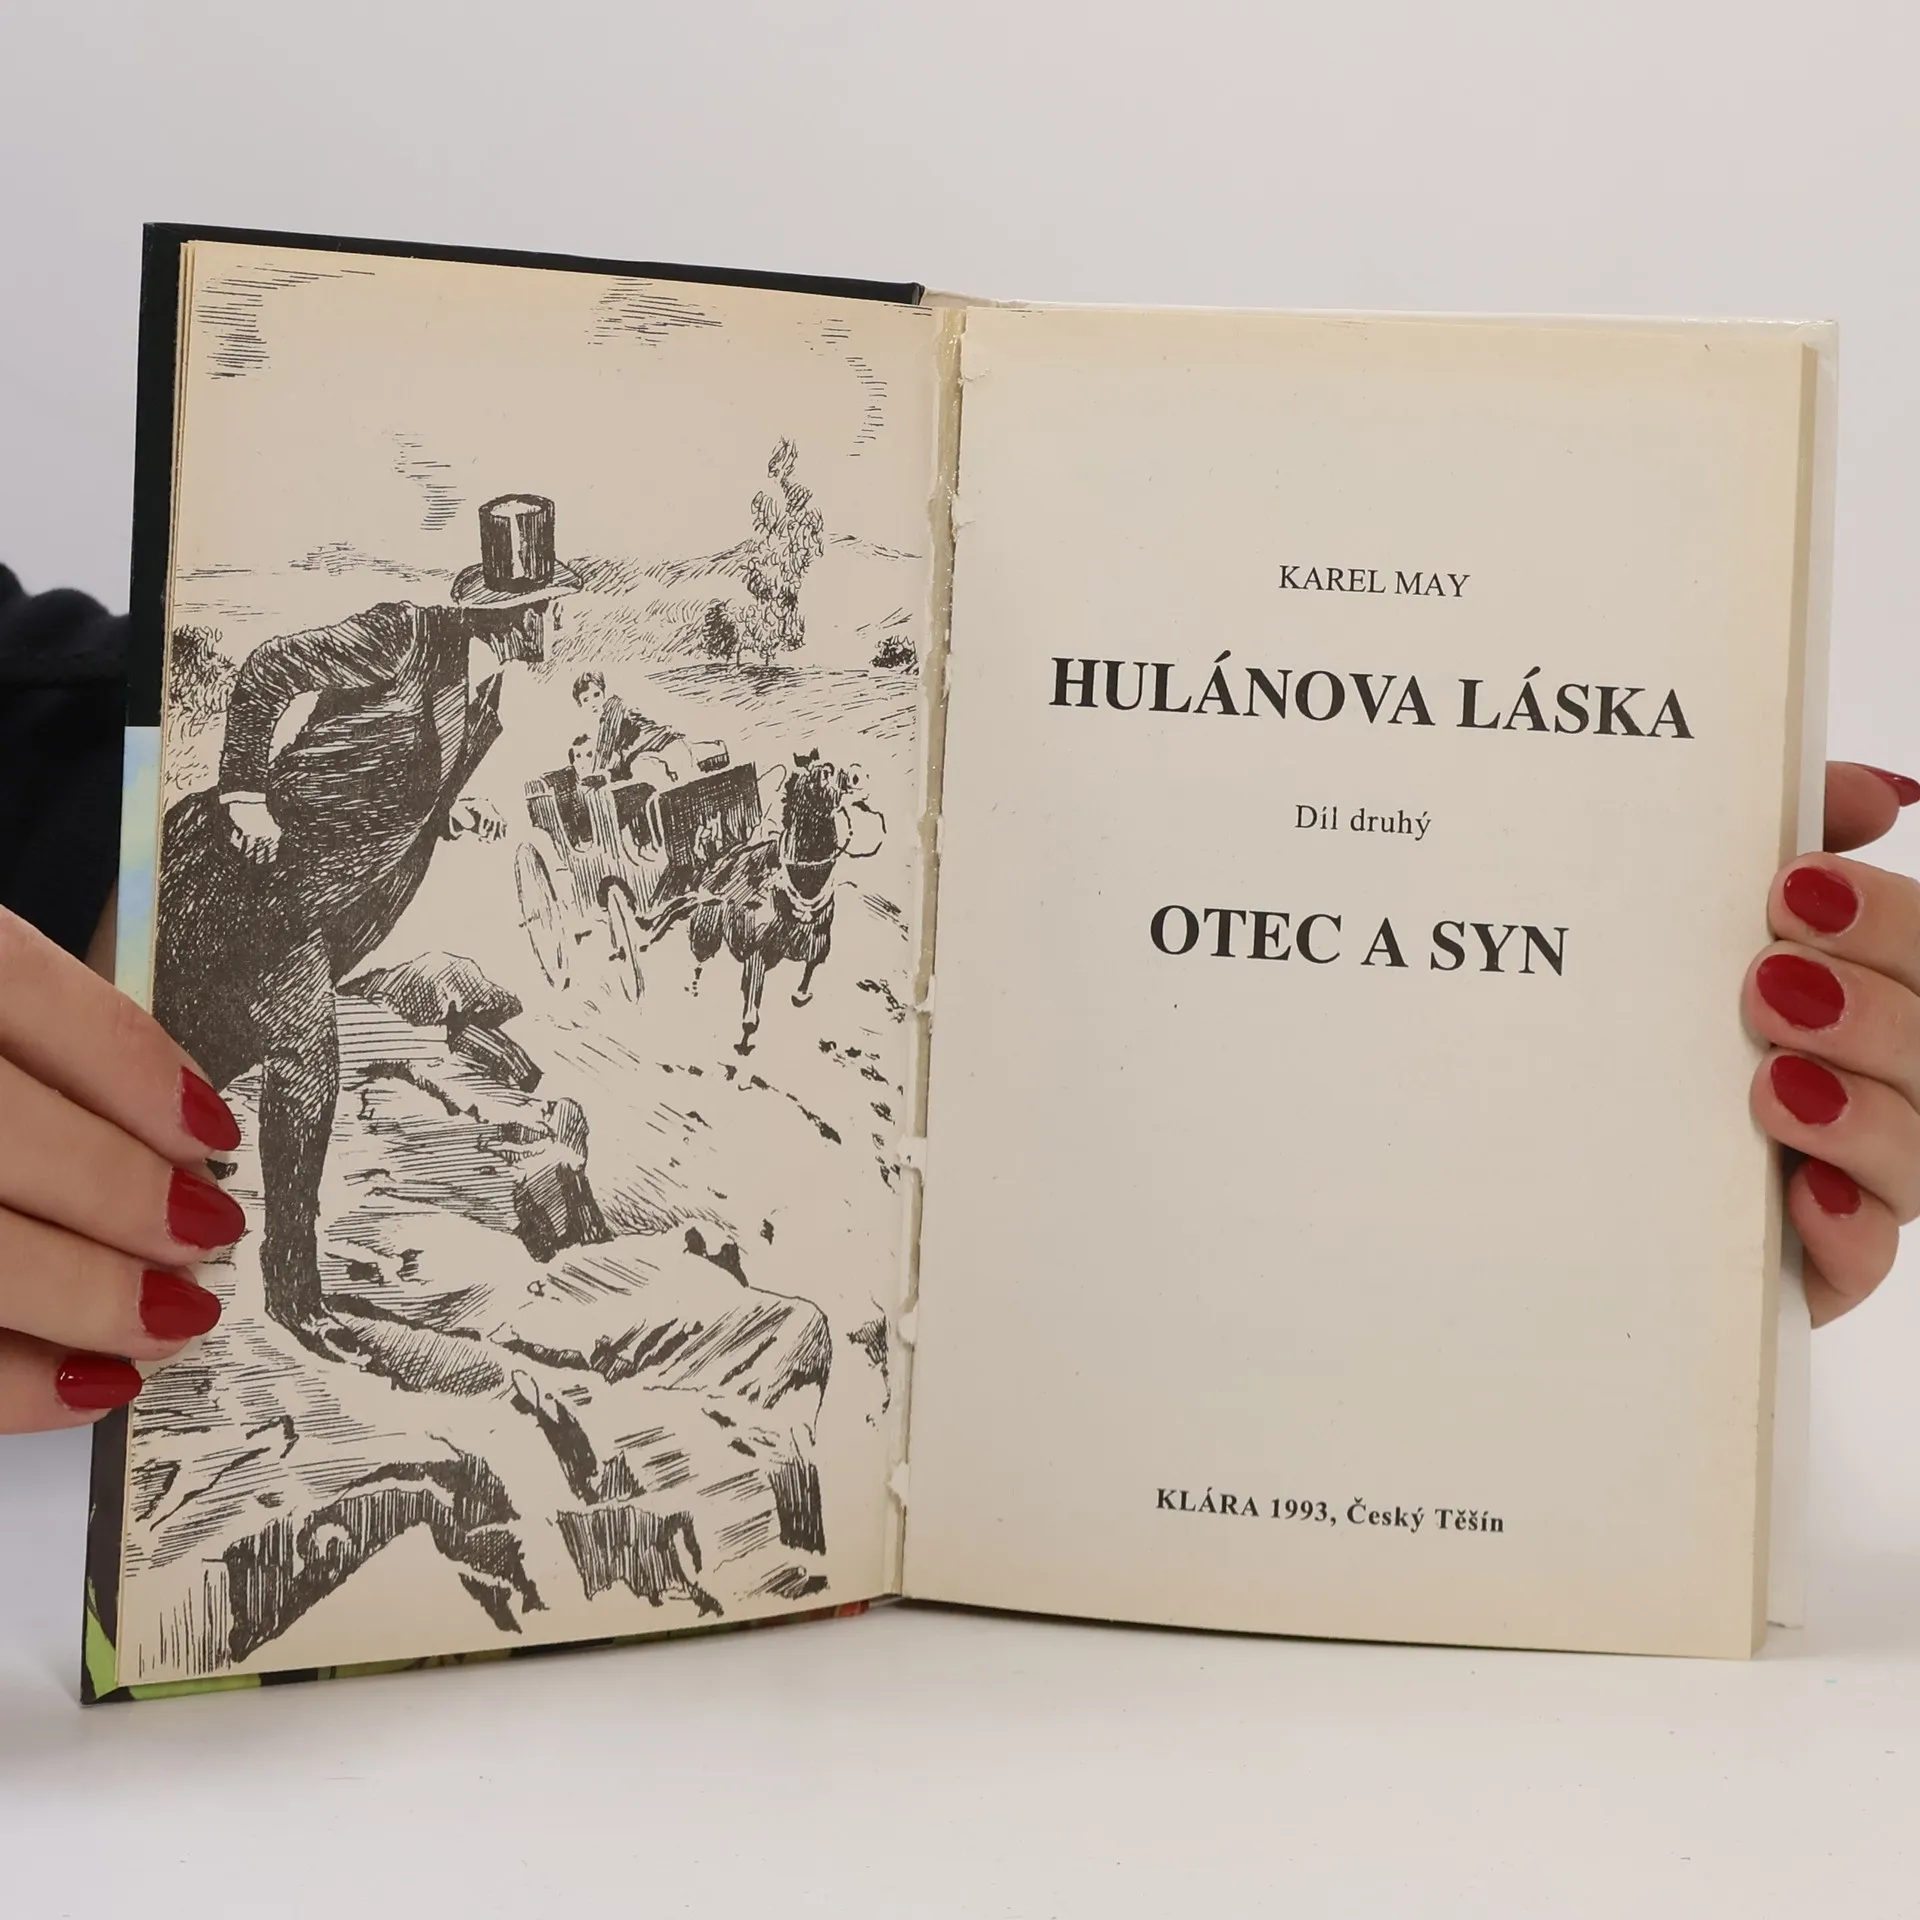 KAREL MAY
HULÁNOVA LÁSKA
Díl druhý
OTEC A SYN
KLÁRA 1993, Český Těšín